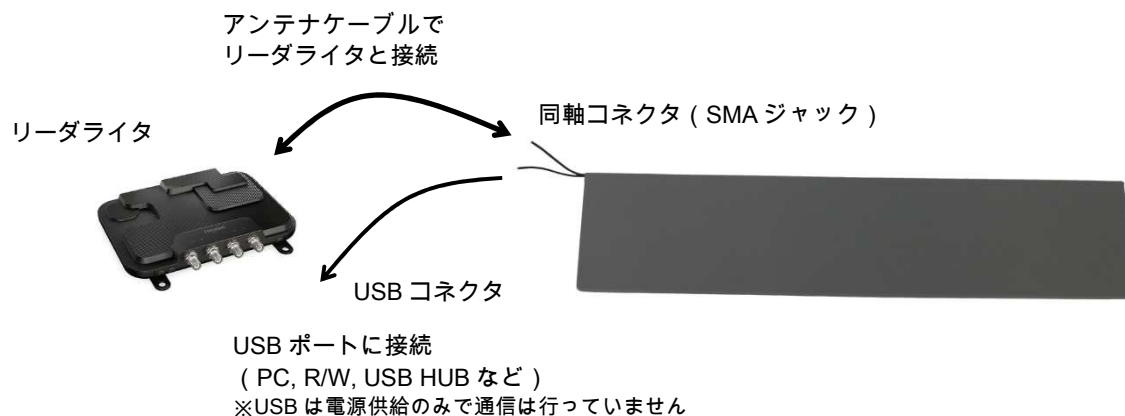 アンテナケーブルで
リーダライタと接続
同軸コネクタ（SMA ジャック）
リーダライタ
USB コネクタ
USB ポートに接続
（PC, R/W, USB HUB など）
※USB は電源供給のみで通信は行っていません